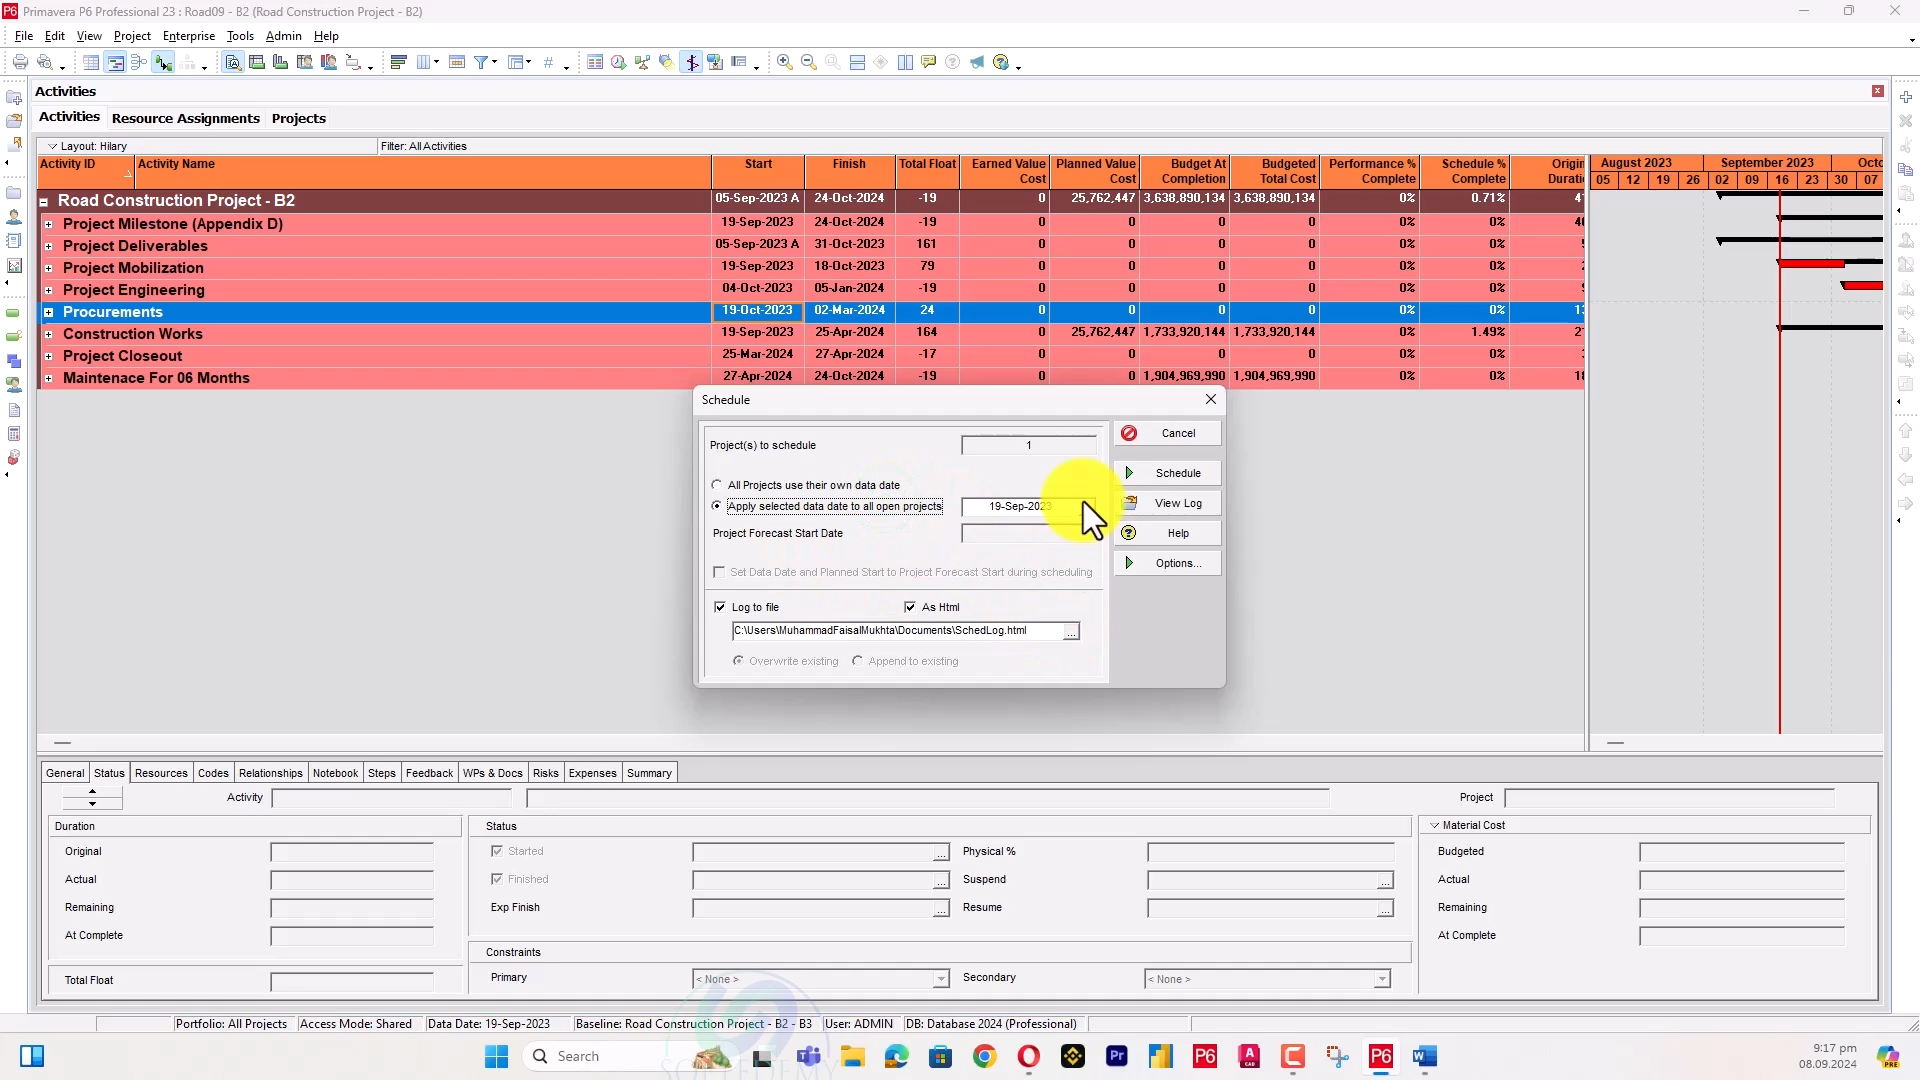 Primavera P6 Professional 23 : Road09 - B2 (Road Construction Project - B2)
File Edit View Project Enterprise Tools Admin Help
Activities
Activities Resource Assignments Projects
Layout: Hilary Filter: All Activities
Activity ID Activity Name Start Finish Total Float Earned Value Cost Planned Value Cost Budget At Completion Budgeted Total Cost Performance % Complete Schedule % Complete Origin Durati
August 2023 September 2023 Octo
05 12 19 26 02 09 16 23 30 07
Road Construction Project - B2 05-Sep-2023 A 24-Oct-2024 -19 0 25,762,447 3,638,890,134 3,638,890,134 0% 0.71%
Project Milestone (Appendix D) 19-Sep-2023 24-Oct-2024 -19 0 0 0 0 0% 0%
Project Deliverables 05-Sep-2023 A 31-Oct-2023 161 0 0 0 0 0% 0%
Project Mobilization 19-Sep-2023 18-Oct-2023 79 0 0 0 0 0% 0%
Project Engineering 04-Oct-2023 05-Jan-2024 -19 0 0 0 0 0% 0%
Procurements 19-Oct-2023 02-Mar-2024 24 0 0 0 0 0% 0%
Construction Works 19-Sep-2023 25-Apr-2024 164 0 25,762,447 1,733,920,144 1,733,920,144 0% 1.49%
Project Closeout 25-Mar-2024 27-Apr-2024 -17 0 0 0 0 0% 0%
Maintenace For 06 Months 27-Apr-2024 24-Oct-2024 -19 0 0 1,904,969,990 1,904,969,990 0% 0%
Schedule
Project(s) to schedule 1
Cancel
Schedule
All Projects use their own data date
Apply selected data date to all open projects 19-Sep-2023
View Log
Project Forecast Start Date
Help
Set Data Date and Planned Start to Project Forecast Start during scheduling
Options...
Log to file As Html
C:\Users\MuhammadFaisalMukhta\Documents\SchedLog.html ...
Overwrite existing Append to existing
General Status Resources Codes Relationships Notebook Steps Feedback WPs & Docs Risks Expenses Summary
Activity Project
Duration Status Material Cost
Original Started ... Physical % Budgeted
Actual Finished ... Suspend ... Actual
Remaining Exp Finish ... Resume ... Remaining
At Complete At Complete
Constraints
Total Float Primary < None > Secondary < None >
Portfolio: All Projects Access Mode: Shared Data Date: 19-Sep-2023 Baseline: Road Construction Project - B2 - B3 User: ADMIN DB: Database 2024 (Professional)
Search
9:17 pm
08.09.2024